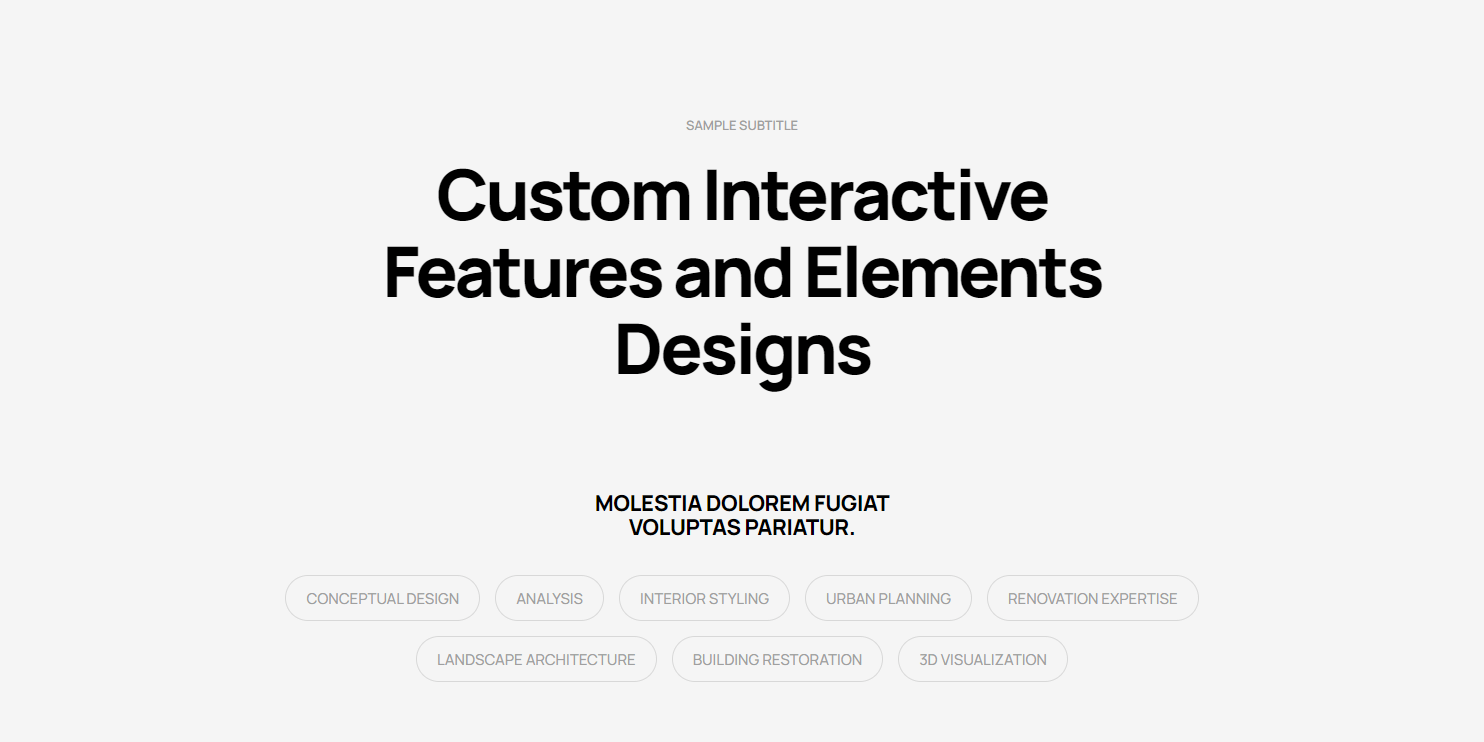 SAMPLE SUBTITLE
Custom Interactive
Features and Elements
Designs
MOLESTIA DOLOREM FUGIAT
VOLUPTAS PARIATUR.
CONCEPTUAL DESIGN
ANALYSIS
INTERIOR STYLING
URBAN PLANNING
RENOVATION EXPERTISE
LANDSCAPE ARCHITECTURE
BUILDING RESTORATION
3D VISUALIZATION